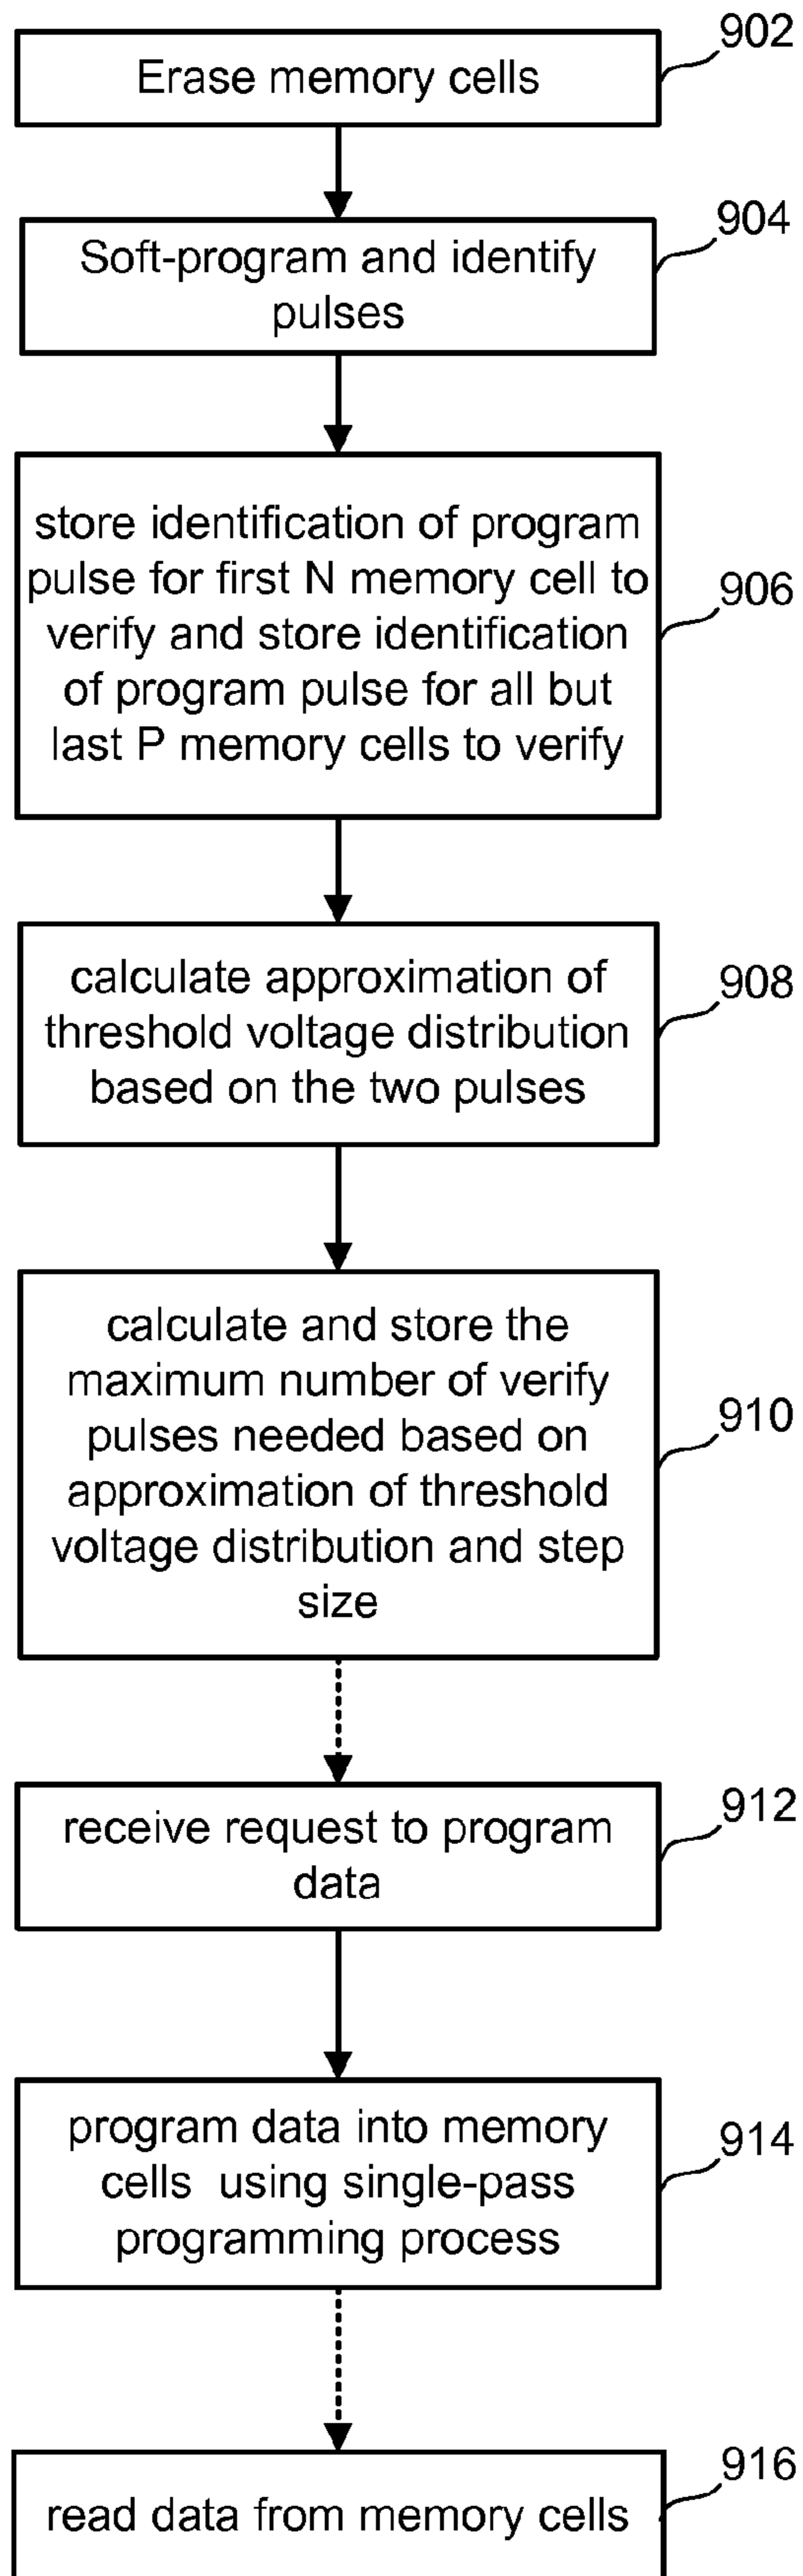 902
Erase memory cells
904
Soft-program and identify
pulses
store identification of program
pulse for first N memory cell to
verify and store identification
of program pulse for all but
last P memory cells to verify
906
calculate approximation of
threshold voltage distribution
based on the two pulses
908
calculate and store the
maximum number of verify
pulses needed based on
approximation of threshold
voltage distribution and step
size
910
receive request to program
data
912
program data into memory
cells using single-pass
programming process
914
read data from memory cells
916